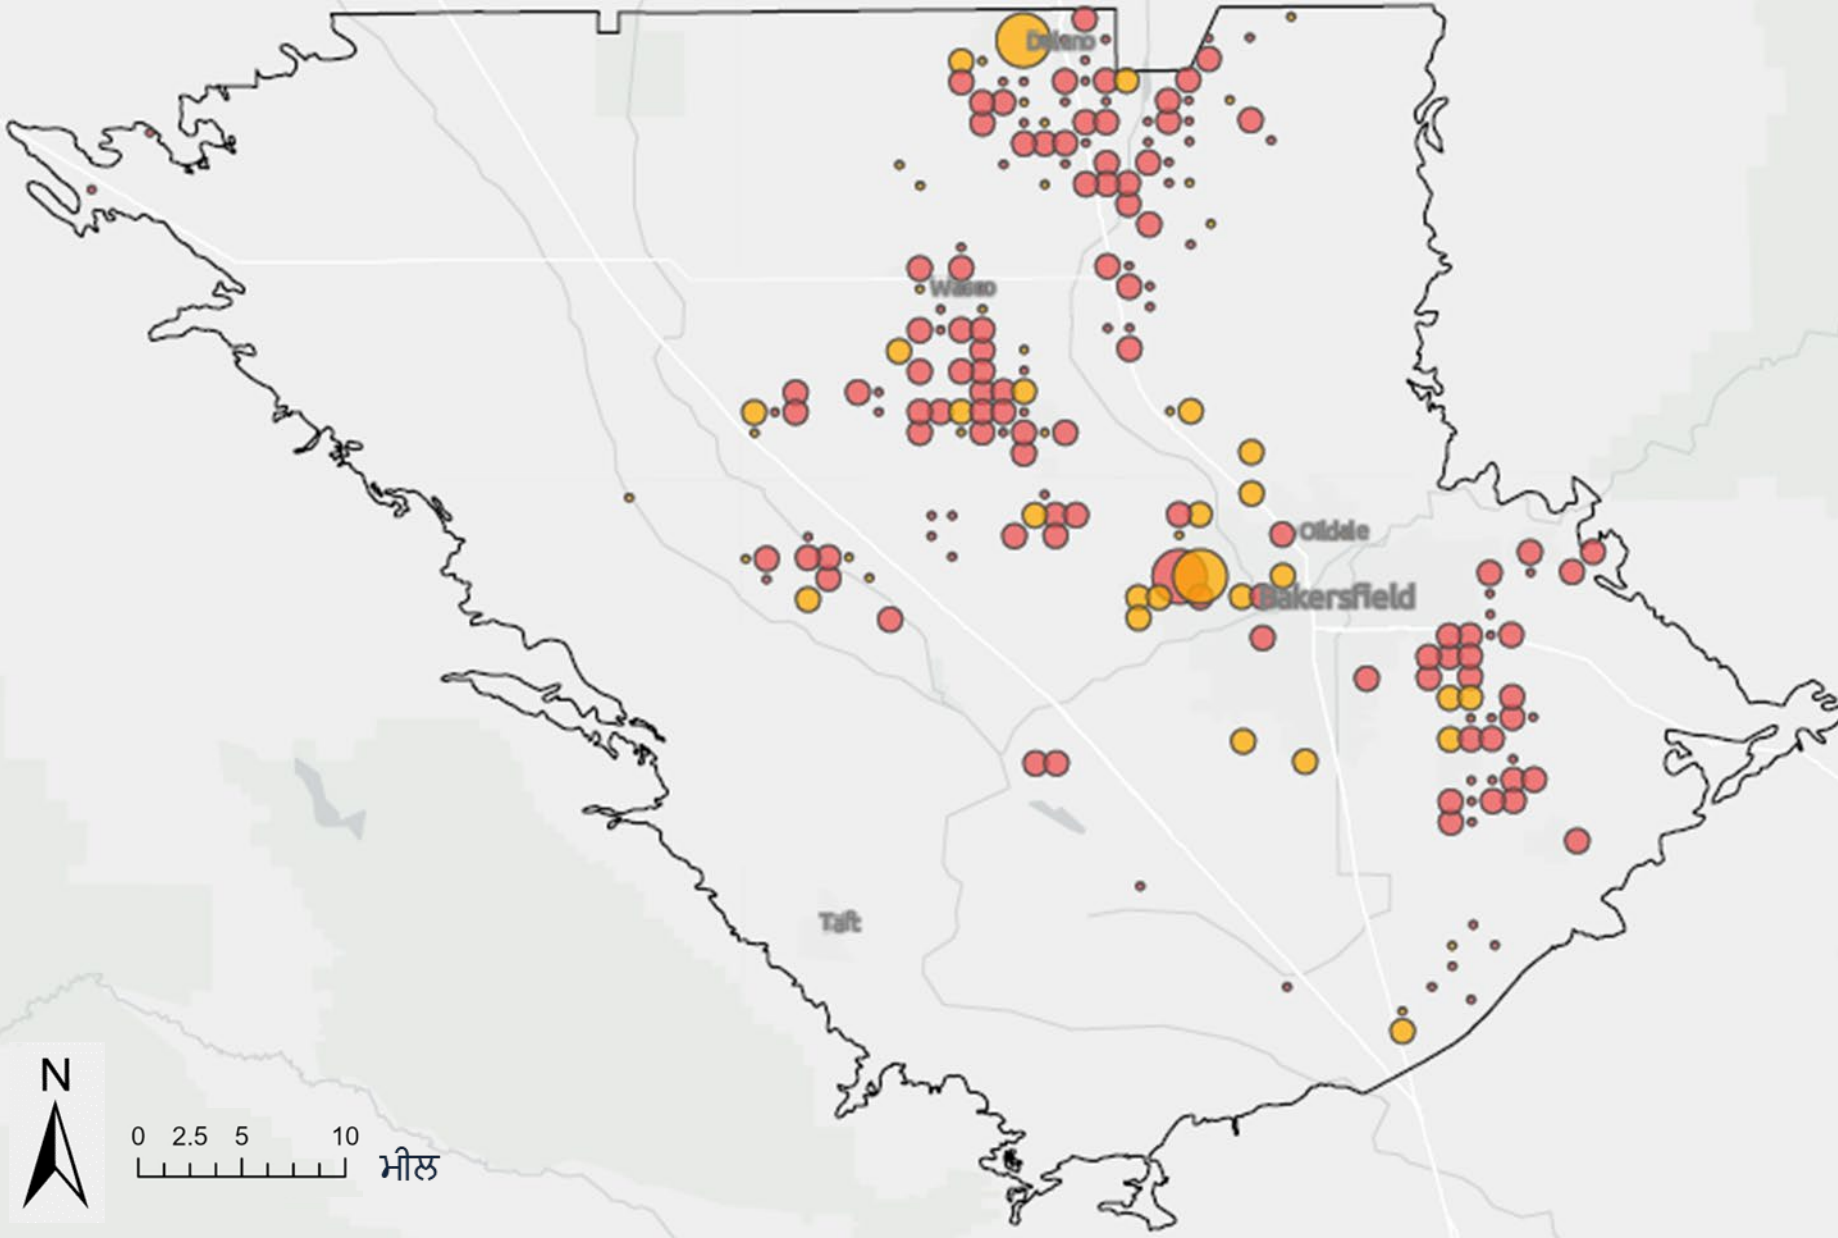 Delano
Wasco
Oildale
Bakersfield
Taft
N
0 2.5 5 10
ਮੀਲ